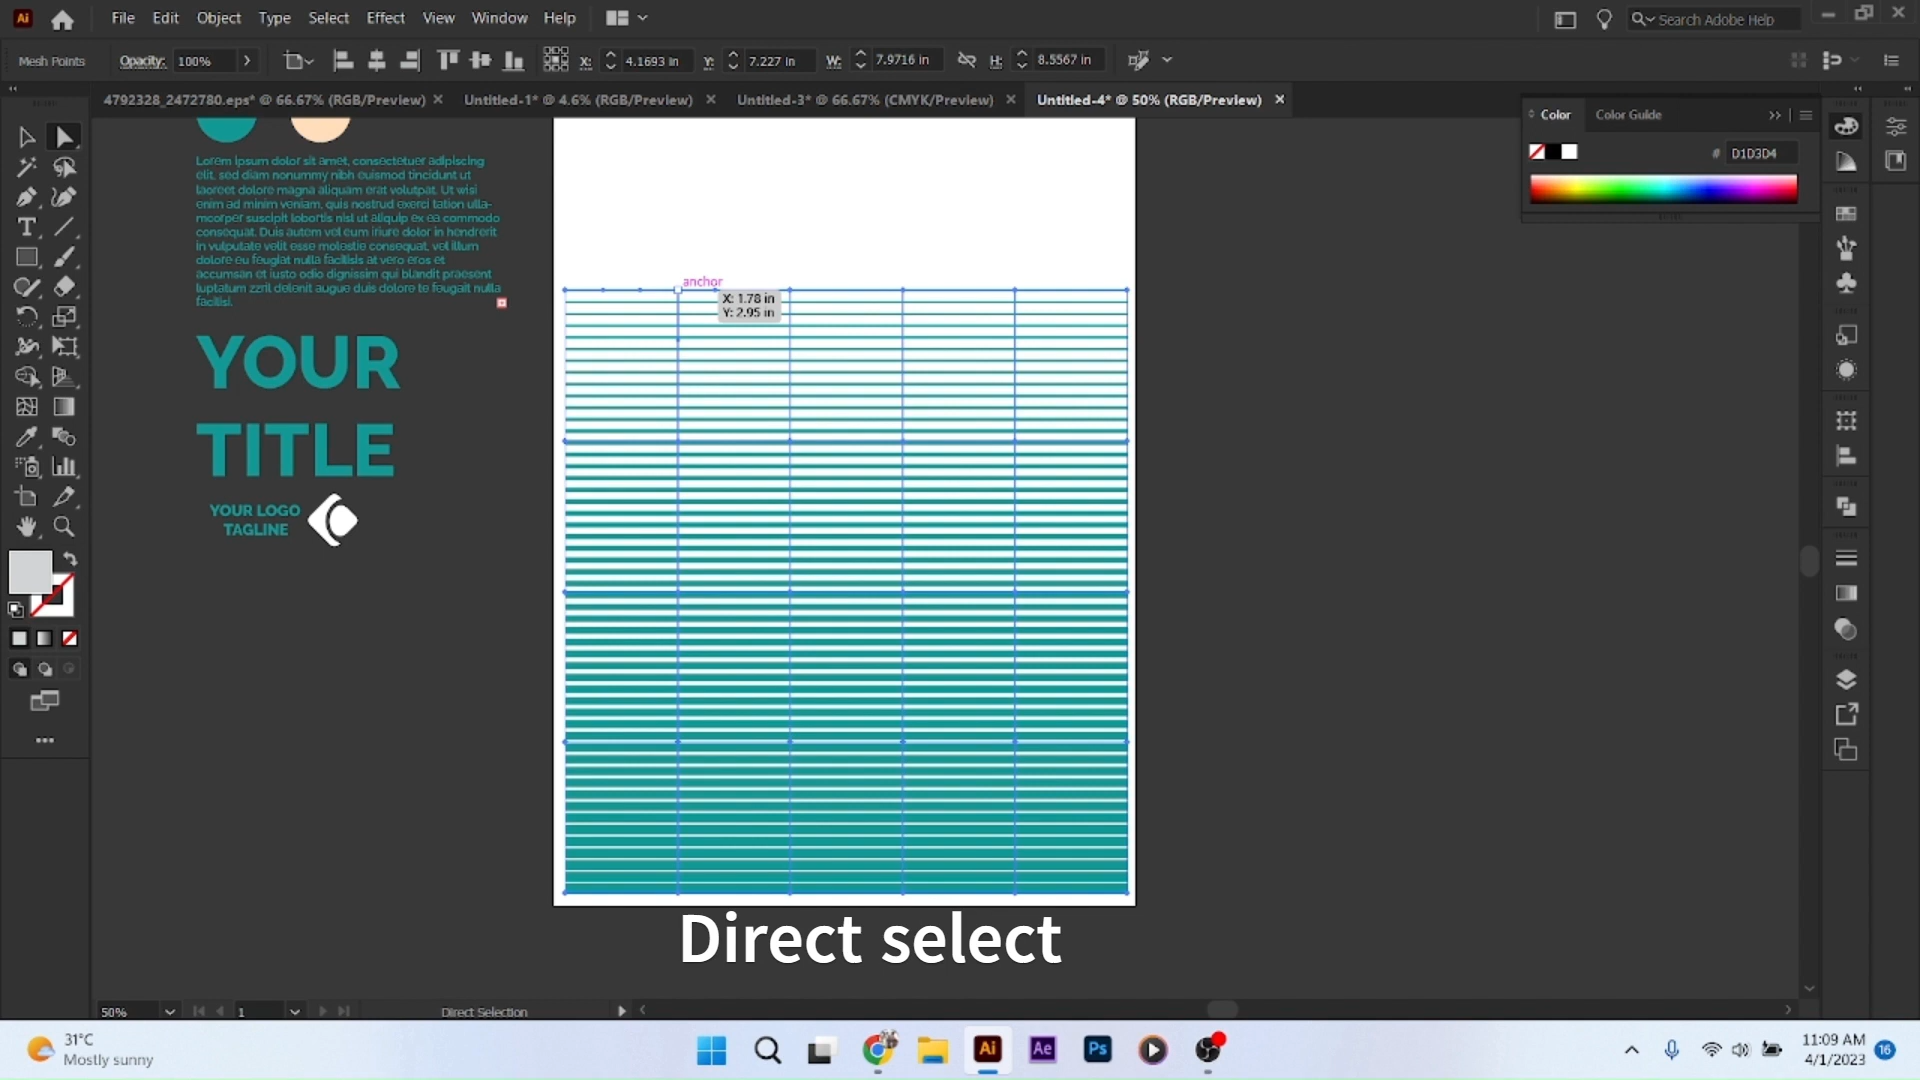 Ai File Edit Object Type Select Effect View Window Help Search Adobe Help
Mesh Points Opacity: 100% X: 4.1693 in Y: 7.227 in W: 7.9716 in H: 8.5567 in
4792328_2472780.eps* @ 66.67% (RGB/Preview) Untitled-1* @ 4.6% (RGB/Preview) Untitled-3* @ 66.67% (CMYK/Preview) Untitled-4* @ 50% (RGB/Preview)
Color Color Guide
# D1D3D4
Lorem ipsum dolor sit amet, consectetuer adipiscing
elit, sed diam nonummy nibh euismod tincidunt ut
laoreet dolore magna aliquam erat volutpat. Ut wisi
enim ad minim veniam, quis nostrud exerci tation ulla-
mcorper suscipit lobortis nisl ut aliquip ex ea commodo
consequat. Duis autem vel eum iriure dolor in hendrerit
in vulputate velit esse molestie consequat, vel illum
dolore eu feugiat nulla facilisis at vero eros et
accumsan et iusto odio dignissim qui blandit praesent
luptatum zzril delenit augue duis dolore te feugait nulla
facilisi.
anchor
X: 1.78 in
Y: 2.95 in
YOUR
TITLE
YOUR LOGO
TAGLINE
Direct select
50% 1 Direct Selection
31°C
Mostly sunny
Ai Ae Ps
11:09 AM
4/1/2023
16